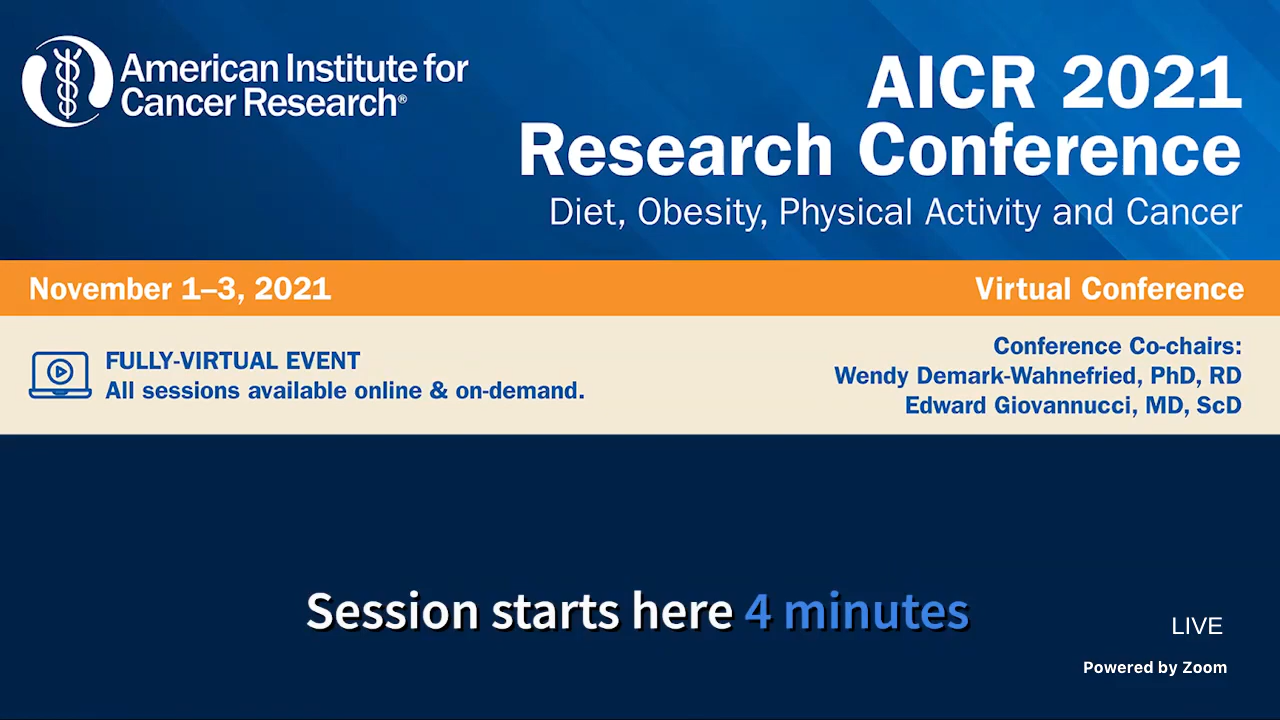 American Institute for
Cancer Research®
AICR 2021
Research Conference
Diet, Obesity, Physical Activity and Cancer
November 1–3, 2021
Virtual Conference
FULLY-VIRTUAL EVENT
All sessions available online & on-demand.
Conference Co-chairs:
Wendy Demark-Wahnefried, PhD, RD
Edward Giovannucci, MD, ScD
Session starts here 4 minutes
LIVE
Powered by Zoom